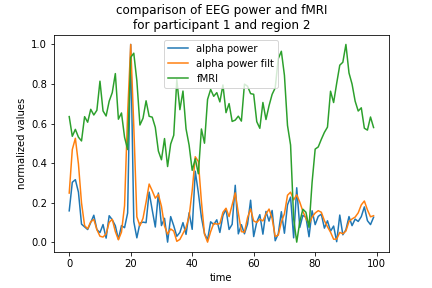 comparison of EEG power and fMRI
for participant 1 and region 2
alpha power
alpha power filt
fMRI
normalized values
1.0
0.8
0.6
0.4
0.2
0.0
0
20
40
60
80
100
time